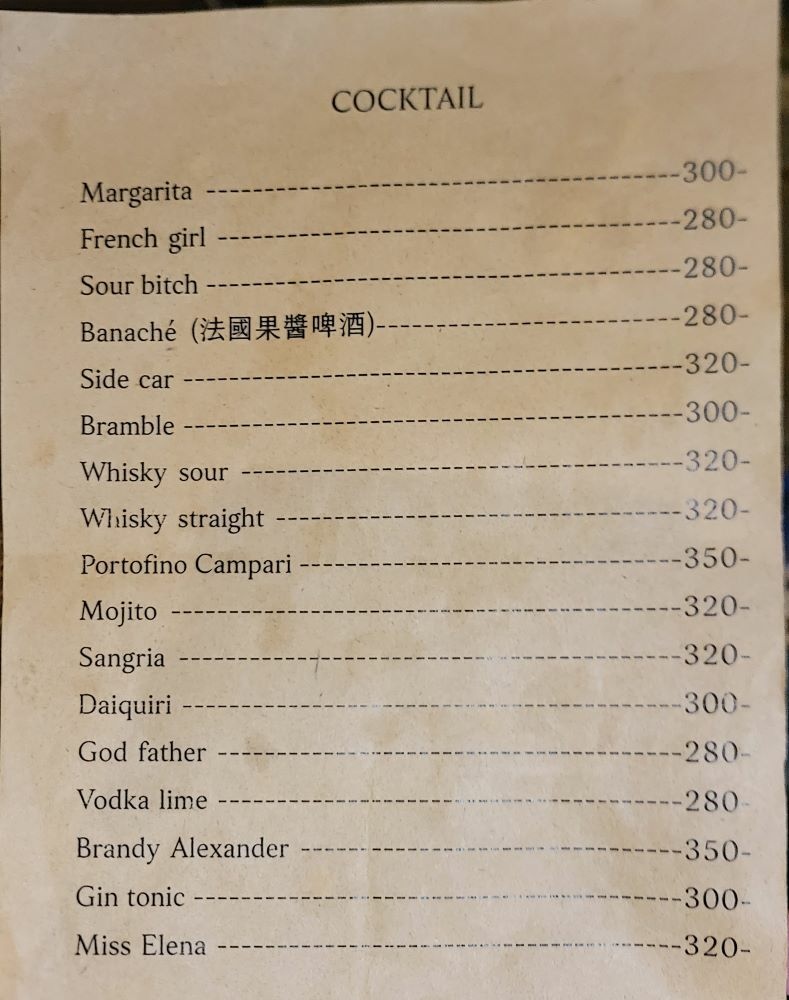 COCKTAIL
Margarita --------------------------------300-
French girl --------------------------------280-
Sour bitch --------------------------------280-
Banaché (法國果醬啤酒)--------------------------------280-
Side car --------------------------------320-
Bramble --------------------------------300-
Whisky sour --------------------------------320-
Whisky straight --------------------------------320-
Portofino Campari --------------------------------350-
Mojito --------------------------------320-
Sangria --------------------------------320-
Daiquiri --------------------------------300-
God father --------------------------------280-
Vodka lime --------------------------------280-
Brandy Alexander --------------------------------350-
Gin tonic --------------------------------300-
Miss Elena --------------------------------320-